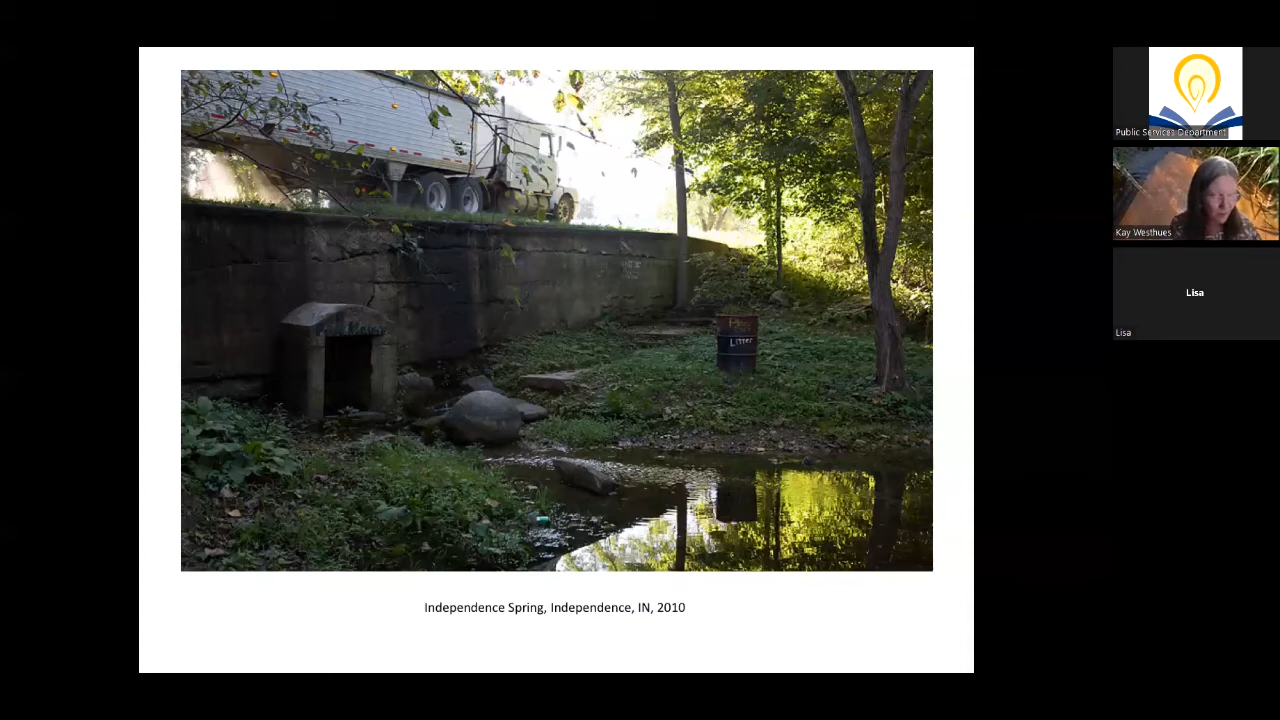 Litter
Independence Spring, Independence, IN, 2010
Public Services Department
Kay Westhues
Lisa
Lisa